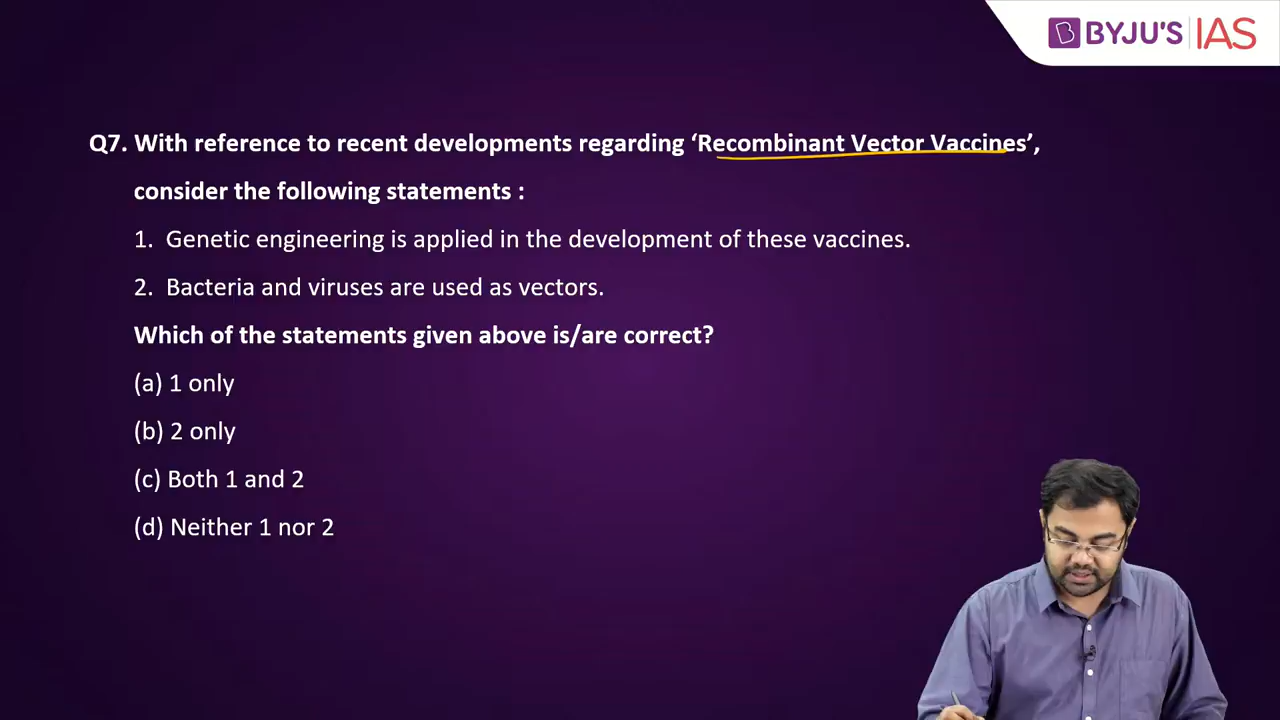 BYJU'S IAS
Q7. With reference to recent developments regarding ‘Recombinant Vector Vaccines’,
consider the following statements :
1. Genetic engineering is applied in the development of these vaccines.
2. Bacteria and viruses are used as vectors.
Which of the statements given above is/are correct?
(a) 1 only
(b) 2 only
(c) Both 1 and 2
(d) Neither 1 nor 2